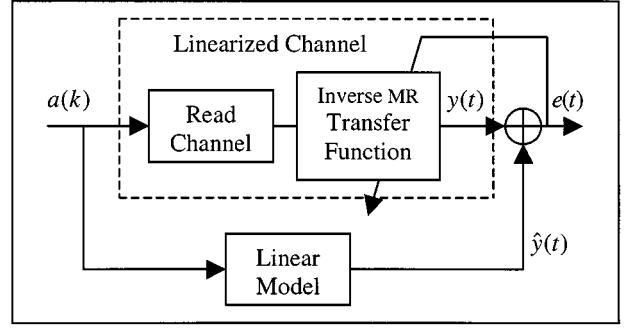 Linearized Channel
a(k)
Read
Channel
Inverse MR
Transfer
Function
y(t)
e(t)
Linear
Model
ŷ(t)